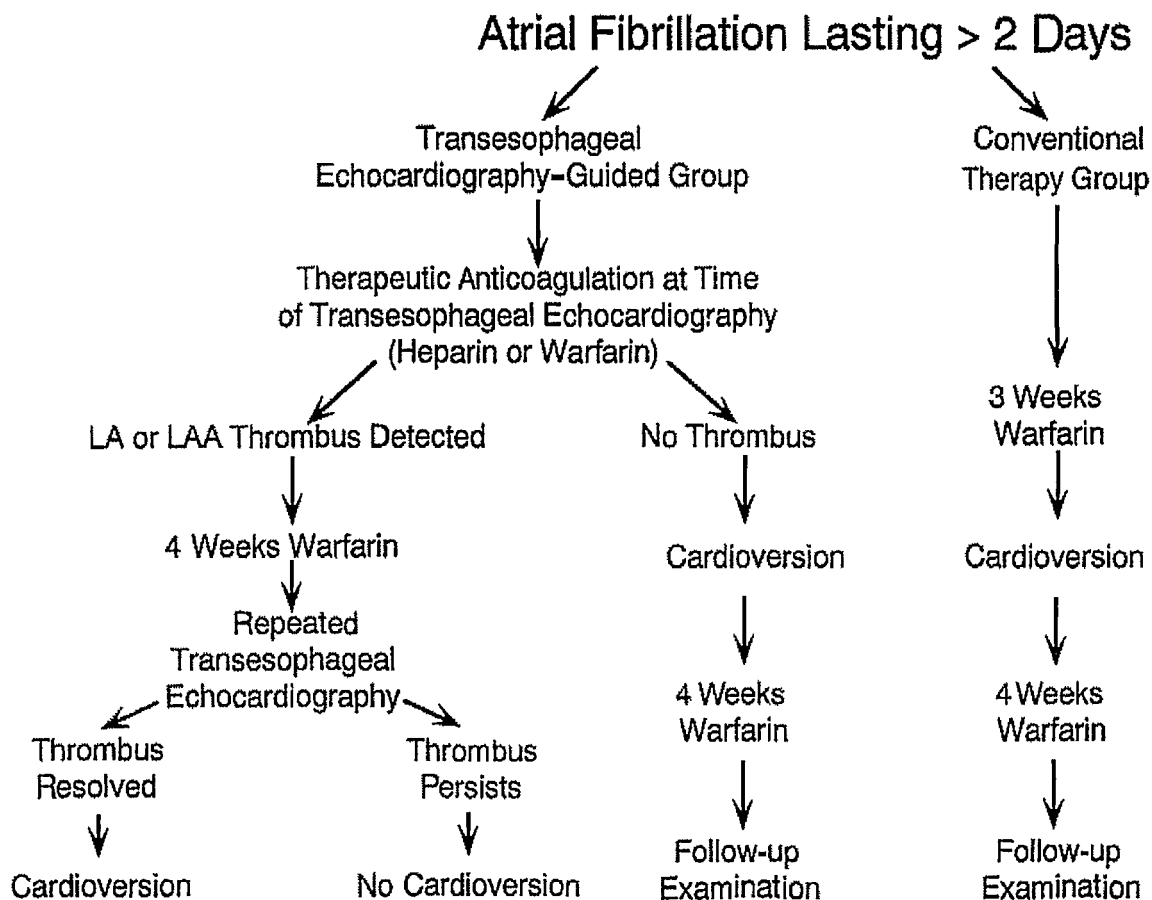 Atrial Fibrillation Lasting > 2 Days
Transesophageal
Echocardiography-Guided Group
Conventional
Therapy Group
Therapeutic Anticoagulation at Time
of Transesophageal Echocardiography
(Heparin or Warfarin)
LA or LAA Thrombus Detected
No Thrombus
3 Weeks
Warfarin
4 Weeks Warfarin
Cardioversion
Cardioversion
Repeated
Transesophageal
Echocardiography
4 Weeks
Warfarin
4 Weeks
Warfarin
Thrombus
Resolved
Thrombus
Persists
Cardioversion
No Cardioversion
Follow-up
Examination
Follow-up
Examination